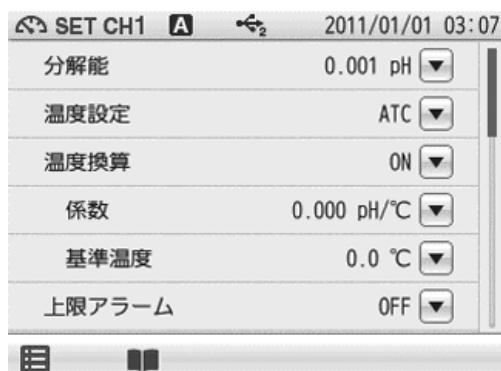 SET CH1 A 2 2011/01/01 03:07
分解能 0.001 pH
温度設定 ATC
温度換算 ON
係数 0.000 pH/℃
基準温度 0.0 ℃
上限アラーム OFF